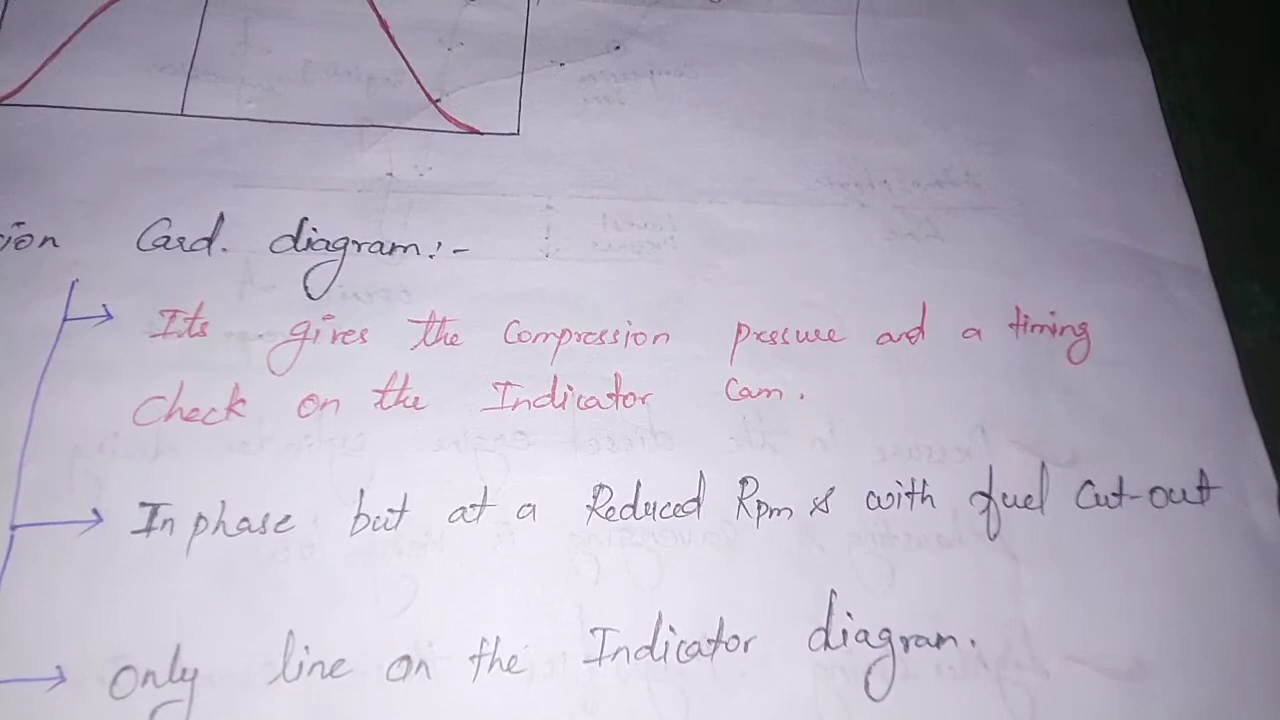 ion Card. diagram:-
Its gives the Compression pressure and a timing
check on the Indicator Cam.
In phase but at a Reduced Rpm & with fuel cut-out
only line on the Indicator diagram.